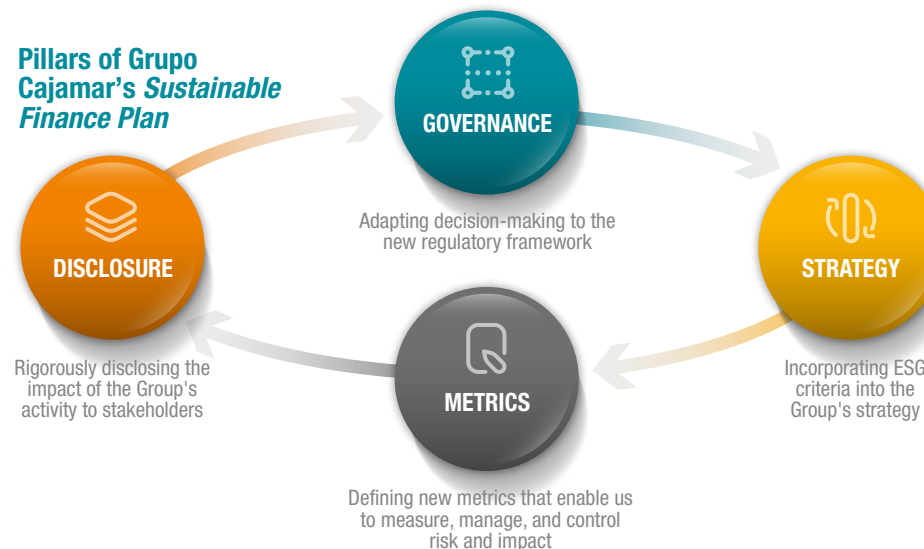 Pillars of Grupo
Cajamar's Sustainable
Finance Plan
GOVERNANCE
Adapting decision-making to the
new regulatory framework
DISCLOSURE
Rigorously disclosing the
impact of the Group's
activity to stakeholders
STRATEGY
Incorporating ESG
criteria into the
Group's strategy
METRICS
Defining new metrics that enable us
to measure, manage, and control
risk and impact